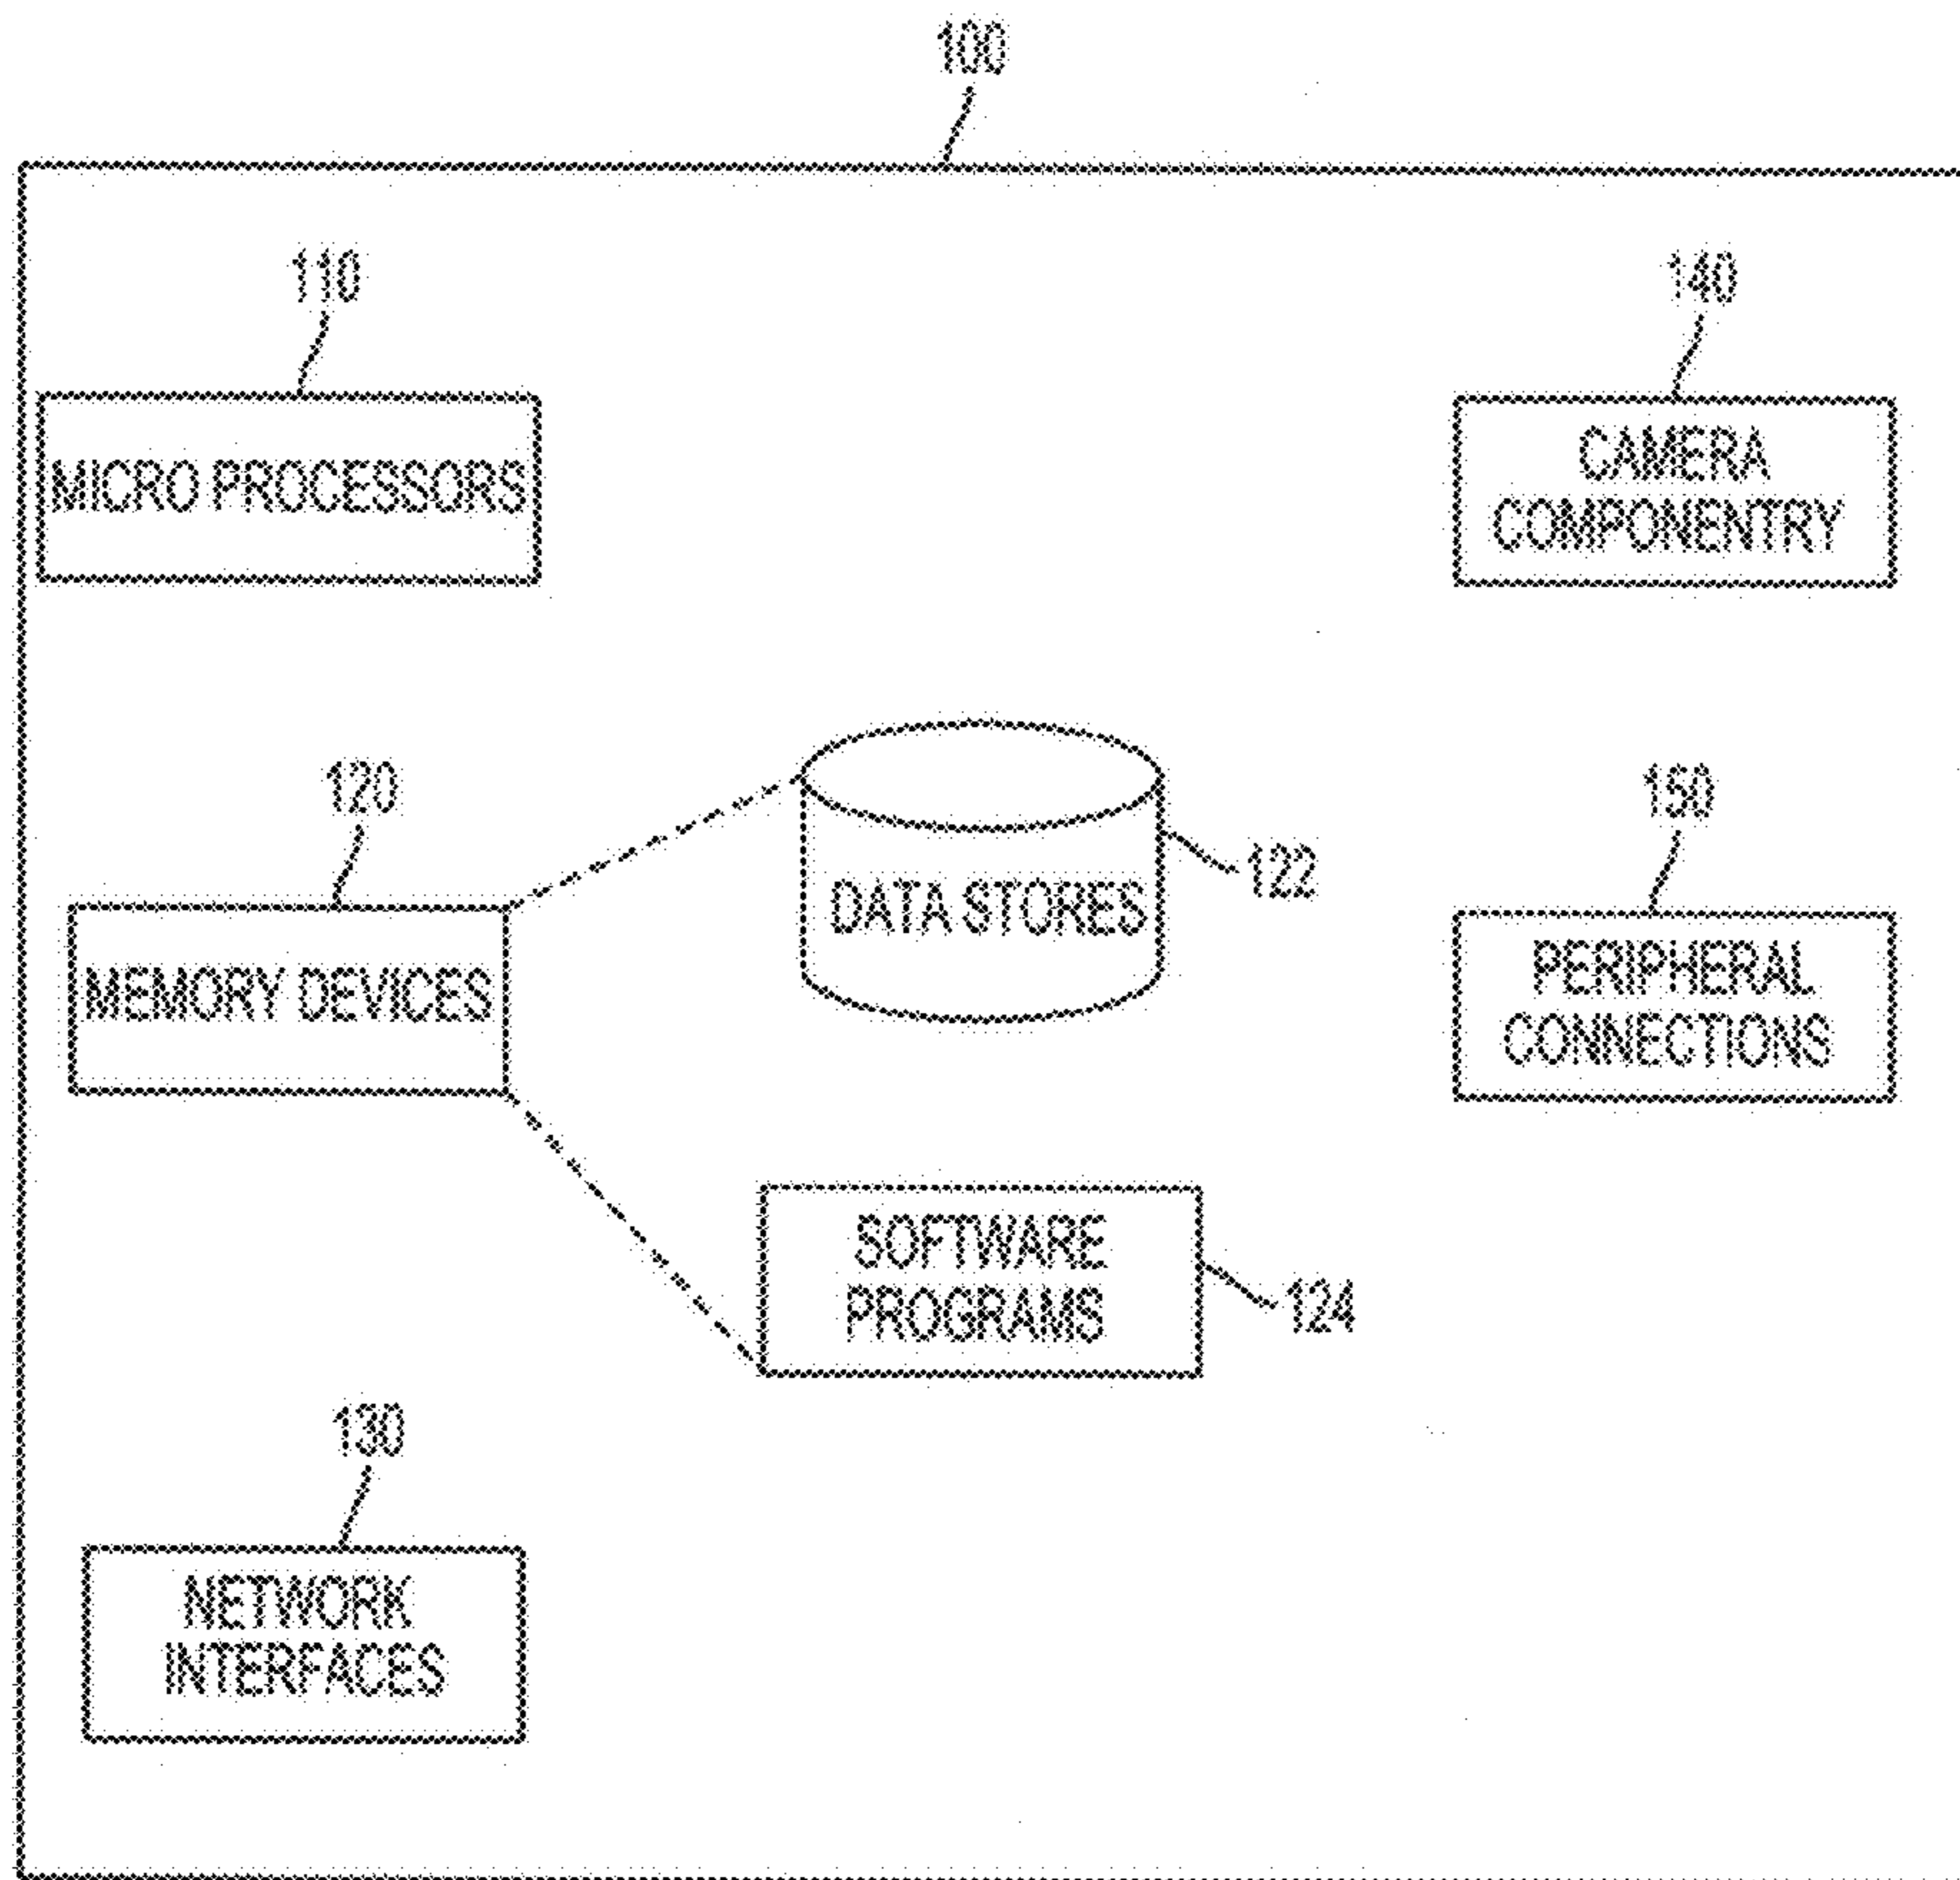 100
110
MICRO PROCESSORS
140
CAMERA
COMPONENTRY
120
MEMORY DEVICES
DATA STORES
122
150
PERIPHERAL
CONNECTIONS
SOFTWARE
PROGRAMS
124
130
NETWORK
INTERFACES